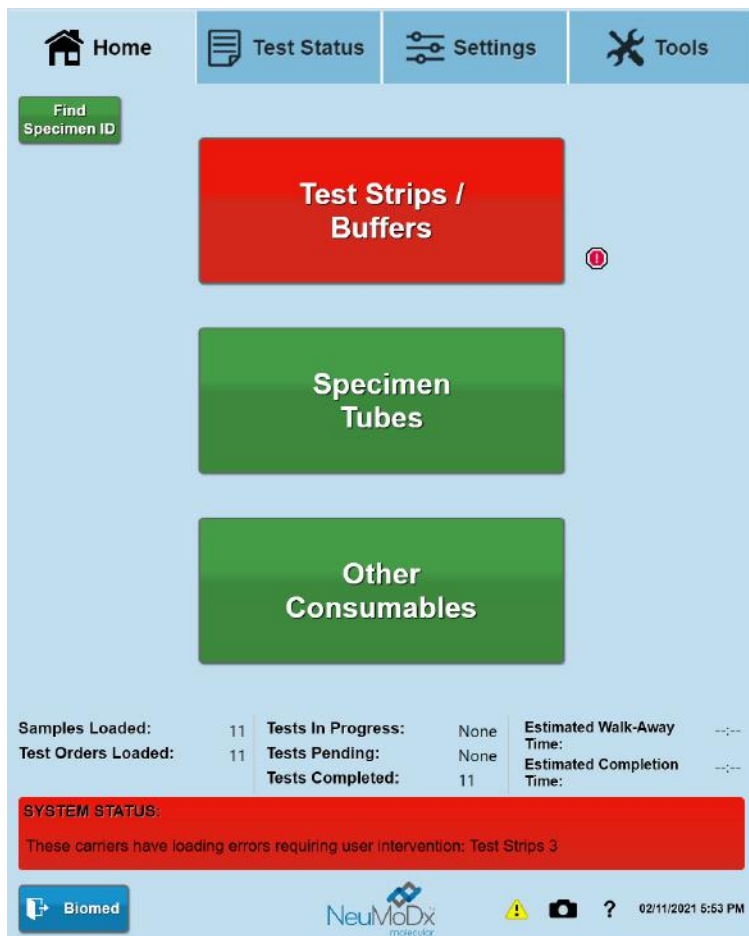 Home
Test Status
Settings
Tools
Find
Specimen ID
Test Strips /
Buffers
Specimen
Tubes
Other
Consumables
Samples Loaded: 11
Test Orders Loaded: 11
Tests In Progress: None
Tests Pending: None
Tests Completed: 11
Estimated Walk-Away
Time: --:--
Estimated Completion
Time: --:--
SYSTEM STATUS:
These carriers have loading errors requiring user intervention: Test Strips 3
Biomed
NeuMoDx
molecular
? 02/11/2021 5:53 PM